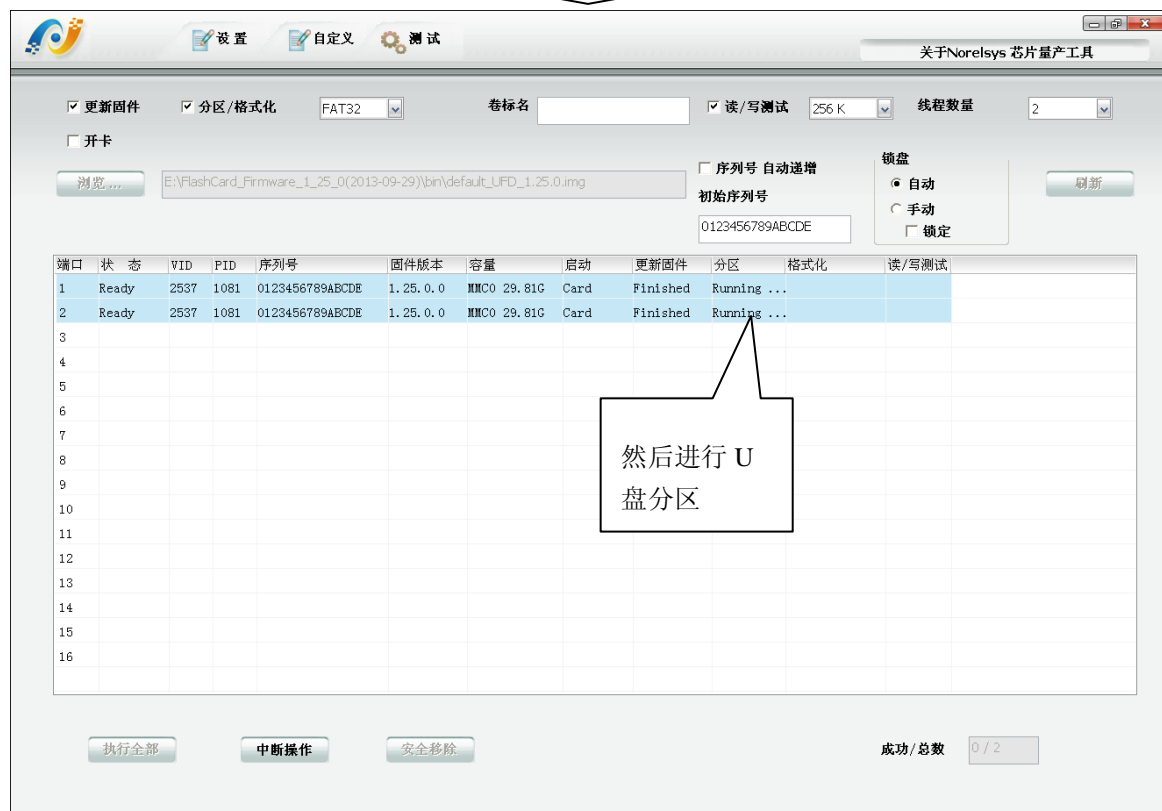 设 置 自定义 测 试
关于Norelsys 芯片量产工具
更新固件 分区/格式化 FAT32 卷标名 读/写测试 256 K 线程数量 2
开卡
浏览 ... E:\FlashCard_Firmware_1_25_0(2013-09-29)\bin\default_UFD_1.25.0.img 序列号 自动递增 锁盘
自动 刷新
初始序列号 手动
0123456789ABCDE 锁定
端口 状 态 VID PID 序列号 固件版本 容量 启动 更新固件 分区 格式化 读/写测试
1 Ready 2537 1081 0123456789ABCDE 1.25.0.0 MMC0 29.81G Card Finished Running ...
2 Ready 2537 1081 0123456789ABCDE 1.25.0.0 MMC0 29.81G Card Finished Running ...
3
4
5
6
7
8
9
10
11
12
13
14
15
16
然后进行 U
盘分区
执行全部 中断操作 安全移除 成功/总数 0 / 2